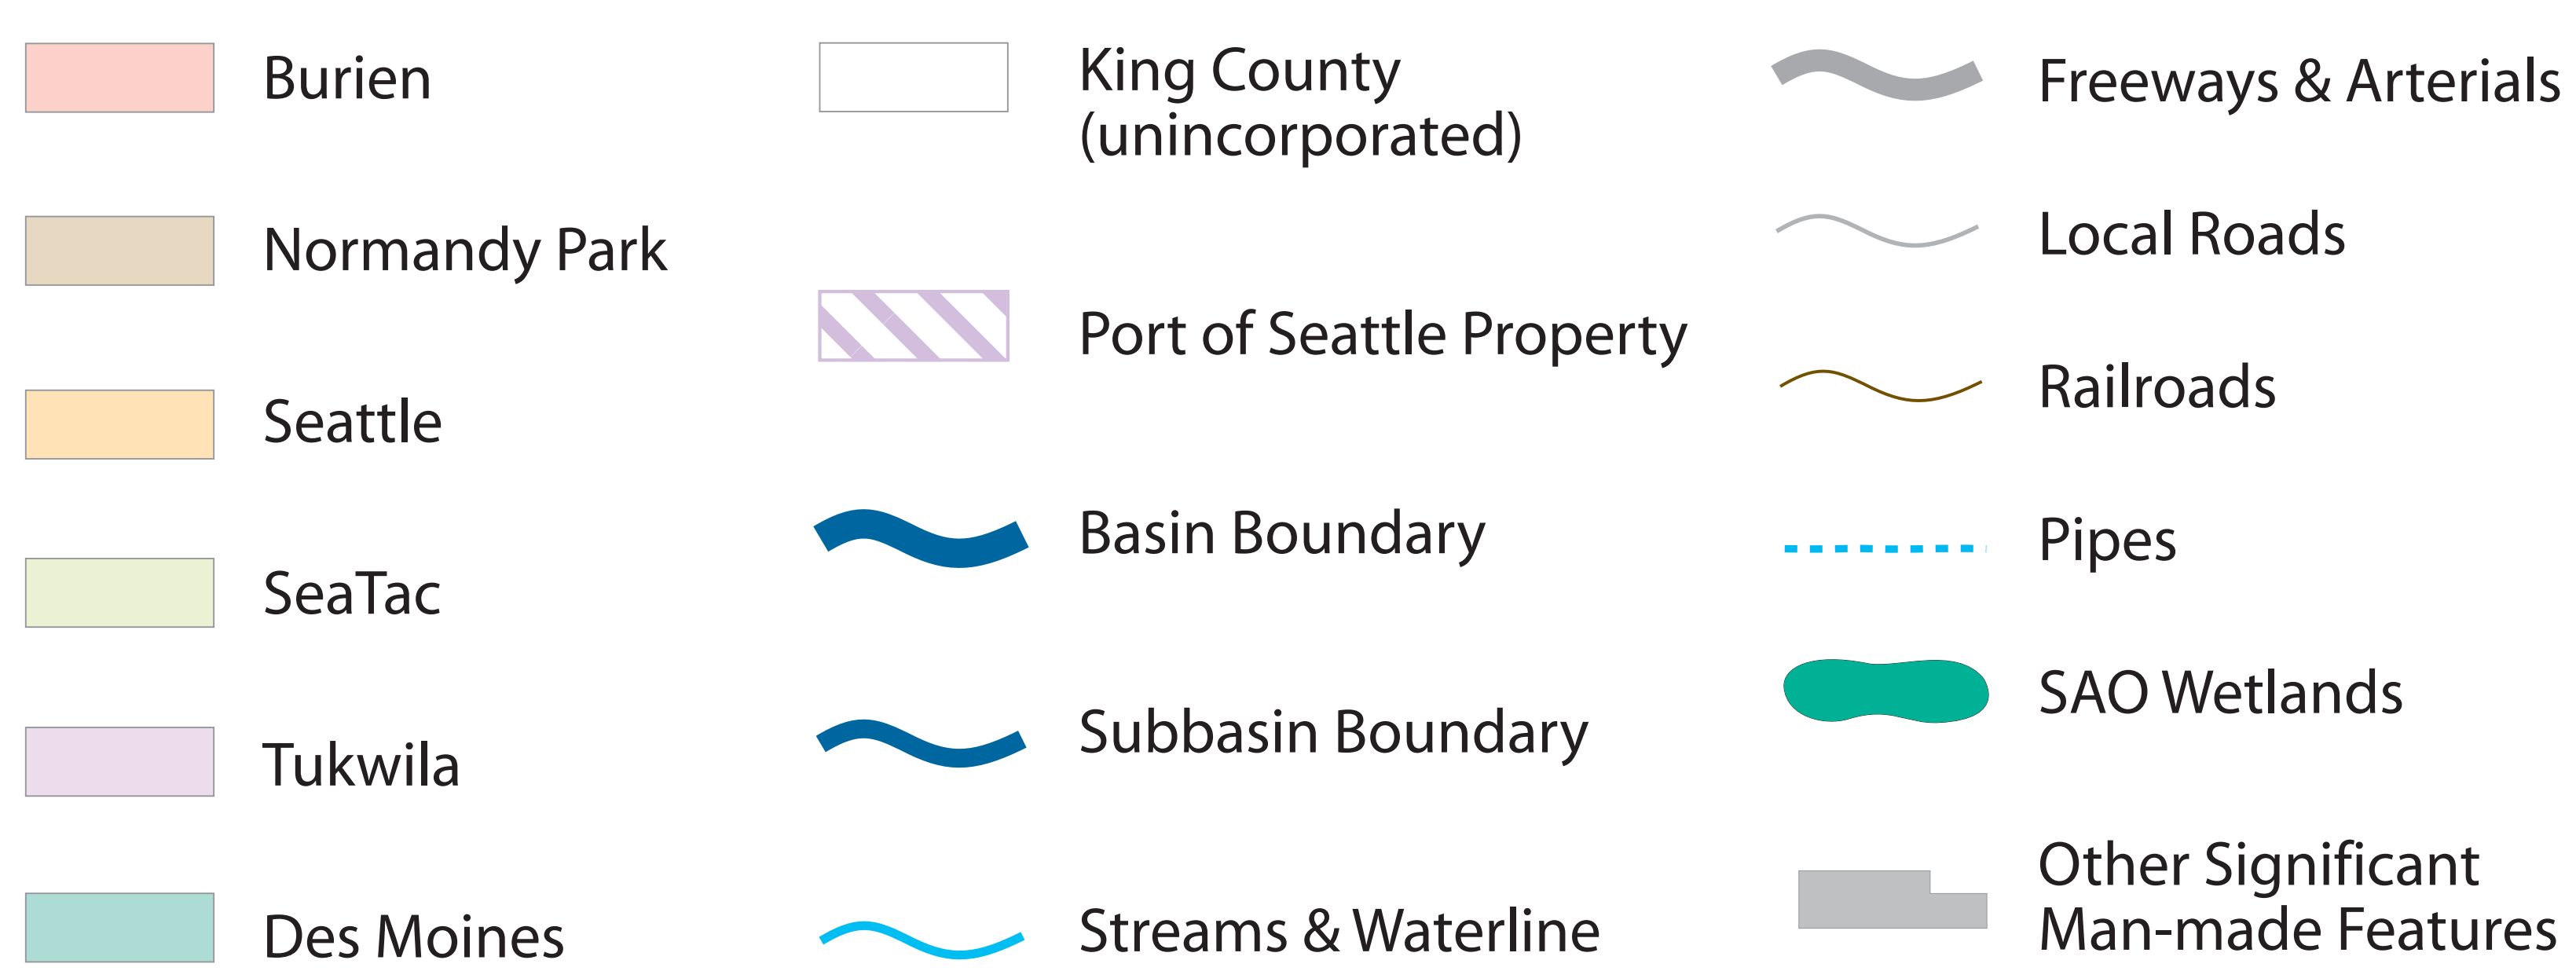 Burien
Normandy Park
Seattle
SeaTac
Tukwila
Des Moines
King County
(unincorporated)
Port of Seattle Property
Basin Boundary
Subbasin Boundary
Streams & Waterline
Freeways & Arterials
Local Roads
Railroads
Pipes
SAO Wetlands
Other Significant
Man-made Features